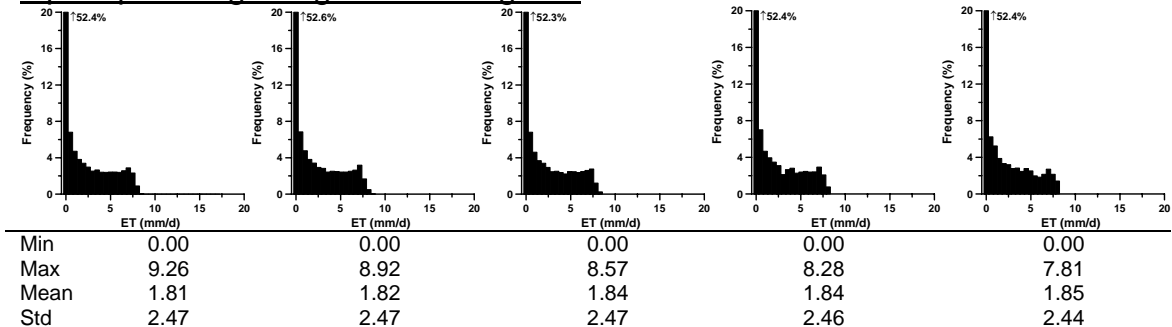 ↑52.4%
20
16
12
8
4
0
Frequency (%)
0 5 10 15 20
ET (mm/d)
↑52.6%
20
16
12
8
4
0
Frequency (%)
0 5 10 15 20
ET (mm/d)
↑52.3%
20
16
12
8
4
0
Frequency (%)
0 5 10 15 20
ET (mm/d)
↑52.4%
20
16
12
8
4
0
Frequency (%)
0 5 10 15 20
ET (mm/d)
↑52.4%
20
16
12
8
4
0
Frequency (%)
0 5 10 15 20
ET (mm/d)
Min 0.00 0.00 0.00 0.00 0.00
Max 9.26 8.92 8.57 8.28 7.81
Mean 1.81 1.82 1.84 1.84 1.85
Std 2.47 2.47 2.47 2.46 2.44